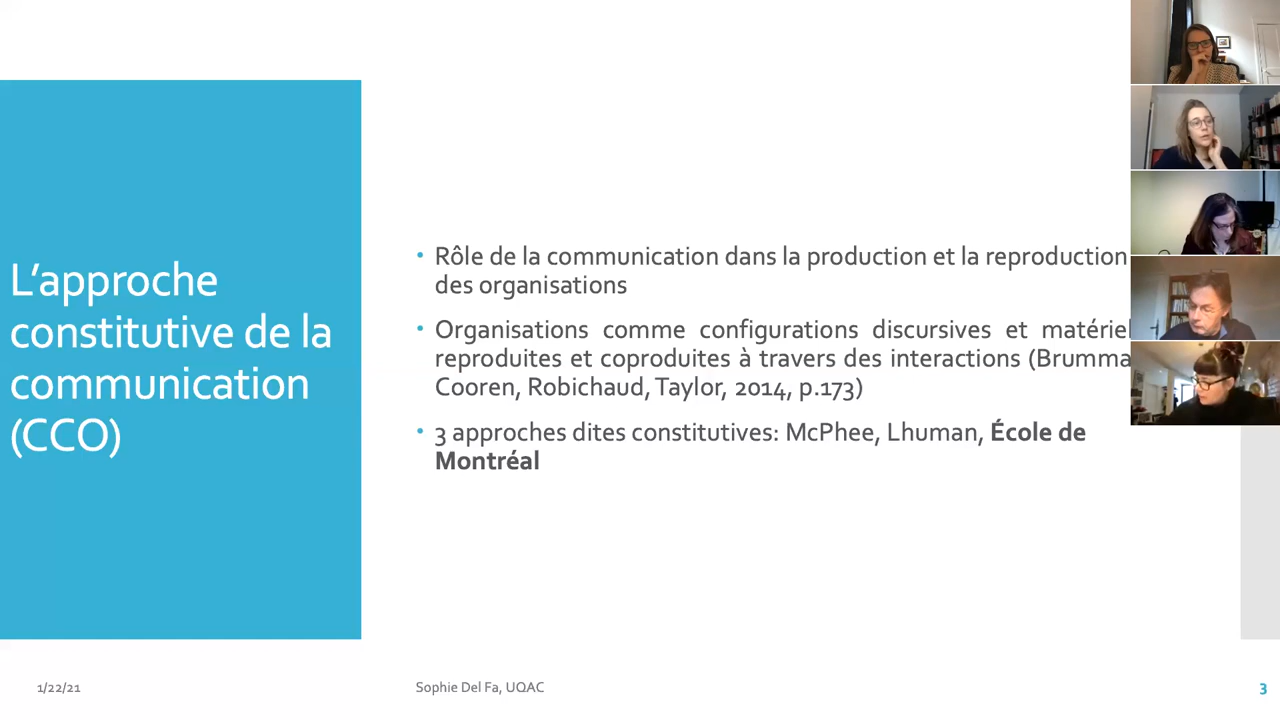 L’approche
constitutive de la
communication
(CCO)
• Rôle de la communication dans la production et la reproduction
des organisations
• Organisations comme configurations discursives et
reproduites et coproduites à travers des interactions
Cooren, Robichaud, Taylor, 2014, p.173)
• 3 approches dites constitutives: McPhee, Lhuman, École de
Montréal
1/22/21
Sophie Del Fa, UQAC
3